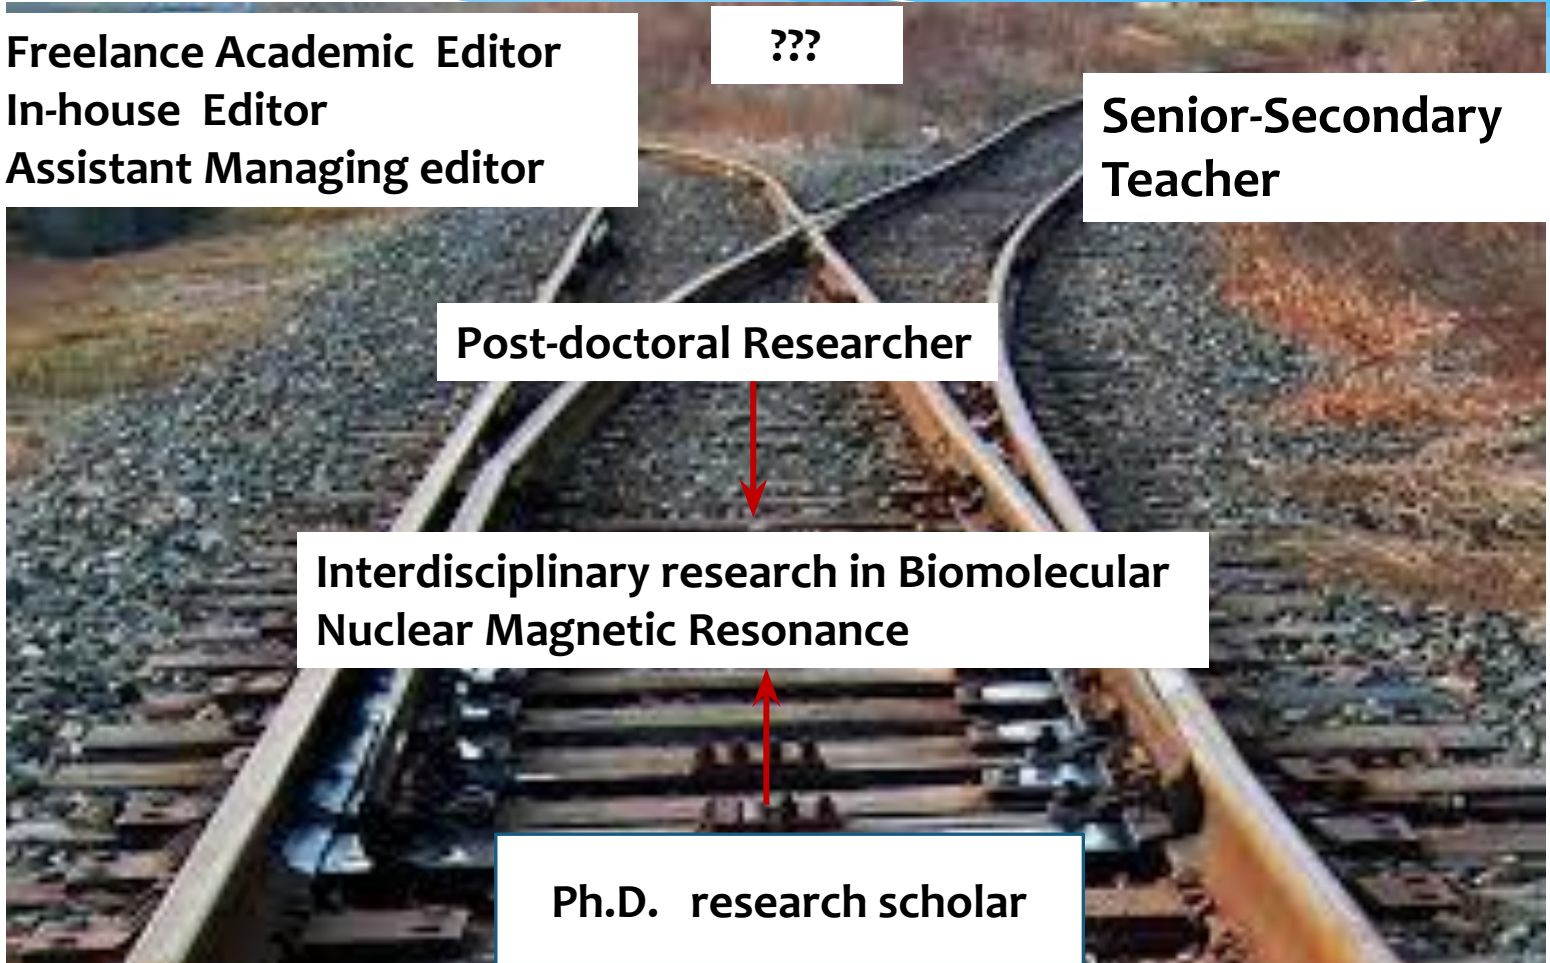 Freelance Academic Editor
In-house Editor
Assistant Managing editor
???
Senior-Secondary
Teacher
Post-doctoral Researcher
Interdisciplinary research in Biomolecular
Nuclear Magnetic Resonance
Ph.D. research scholar